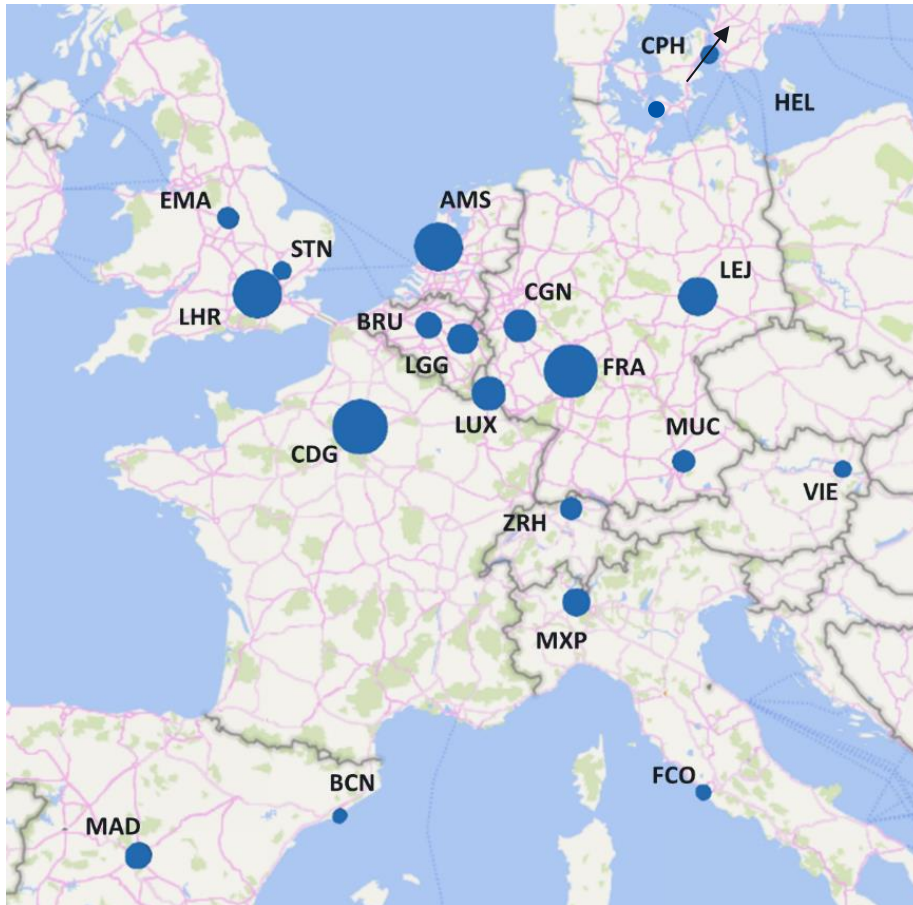 CPH
HEL
EMA
AMS
STN
LEJ
CGN
LHR
BRU
LGG
FRA
LUX
MUC
CDG
VIE
ZRH
MXP
FCO
BCN
MAD